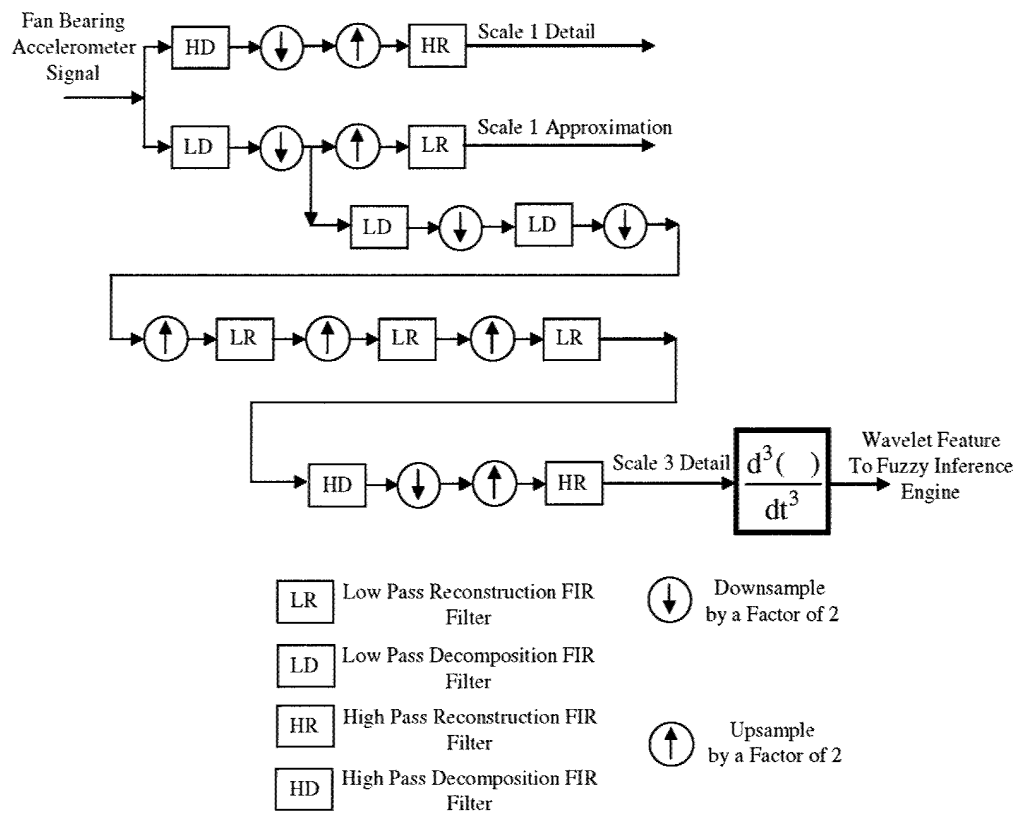 Fan Bearing
Accelerometer
Signal
HD
HR
Scale 1 Detail
LD
LR
Scale 1 Approximation
LD
LD
LR
LR
LR
HD
HR
Scale 3 Detail
d³( )
dt³
Wavelet Feature
To Fuzzy Inference
Engine
LR
Low Pass Reconstruction FIR
Filter
Downsample
by a Factor of 2
LD
Low Pass Decomposition FIR
Filter
HR
High Pass Reconstruction FIR
Filter
Upsample
by a Factor of 2
HD
High Pass Decomposition FIR
Filter